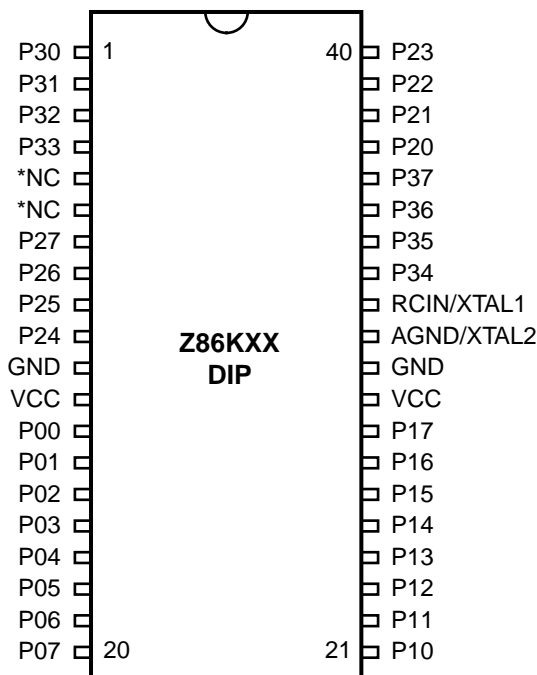 P30 1 40 P23
P31 P22
P32 P21
P33 P20
*NC P37
*NC P36
P27 P35
P26 P34
P25 RCIN/XTAL1
P24 Z86KXX AGND/XTAL2
DIP
GND GND
VCC VCC
P00 P17
P01 P16
P02 P15
P03 P14
P04 P13
P05 P12
P06 P11
P07 20 21 P10